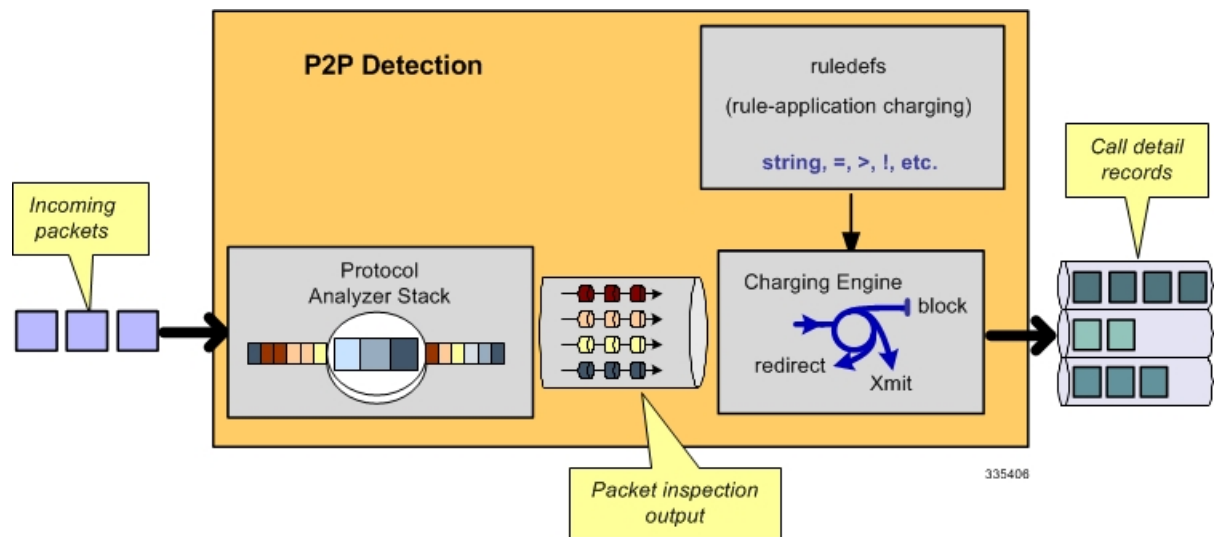 P2P Detection
ruledefs
(rule-application charging)
string, =, >, !, etc.
Call detail
records
Incoming
packets
Protocol
Analyzer Stack
Charging Engine
block
redirect
Xmit
335406
Packet inspection
output